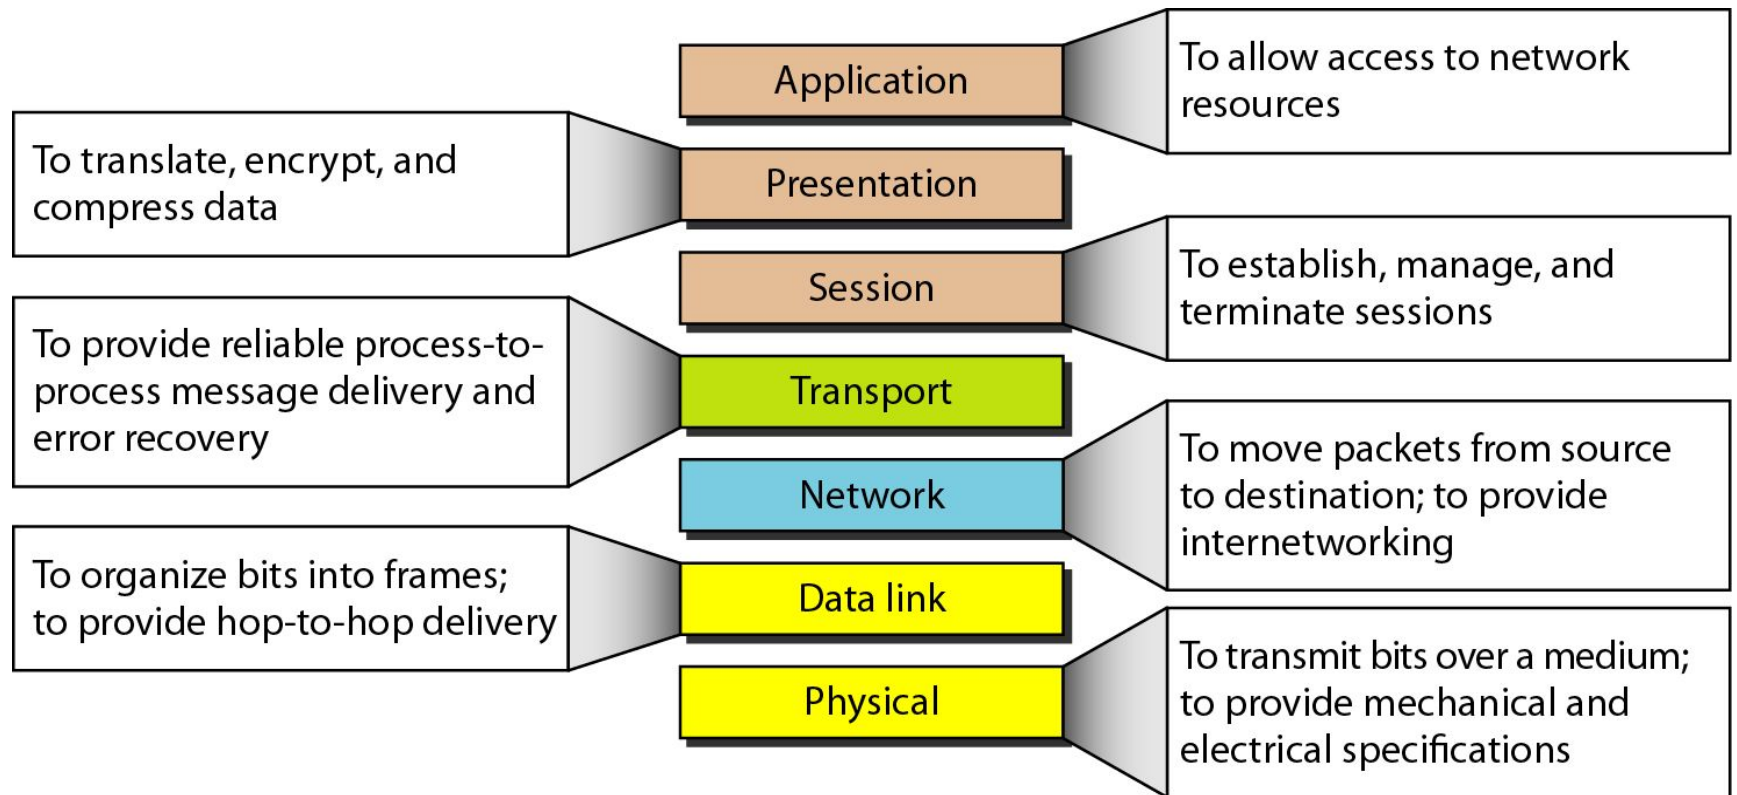 Application
To allow access to network
resources
To translate, encrypt, and
compress data
Presentation
Session
To establish, manage, and
terminate sessions
To provide reliable process-to-
process message delivery and
error recovery
Transport
Network
To move packets from source
to destination; to provide
internetworking
To organize bits into frames;
to provide hop-to-hop delivery
Data link
Physical
To transmit bits over a medium;
to provide mechanical and
electrical specifications